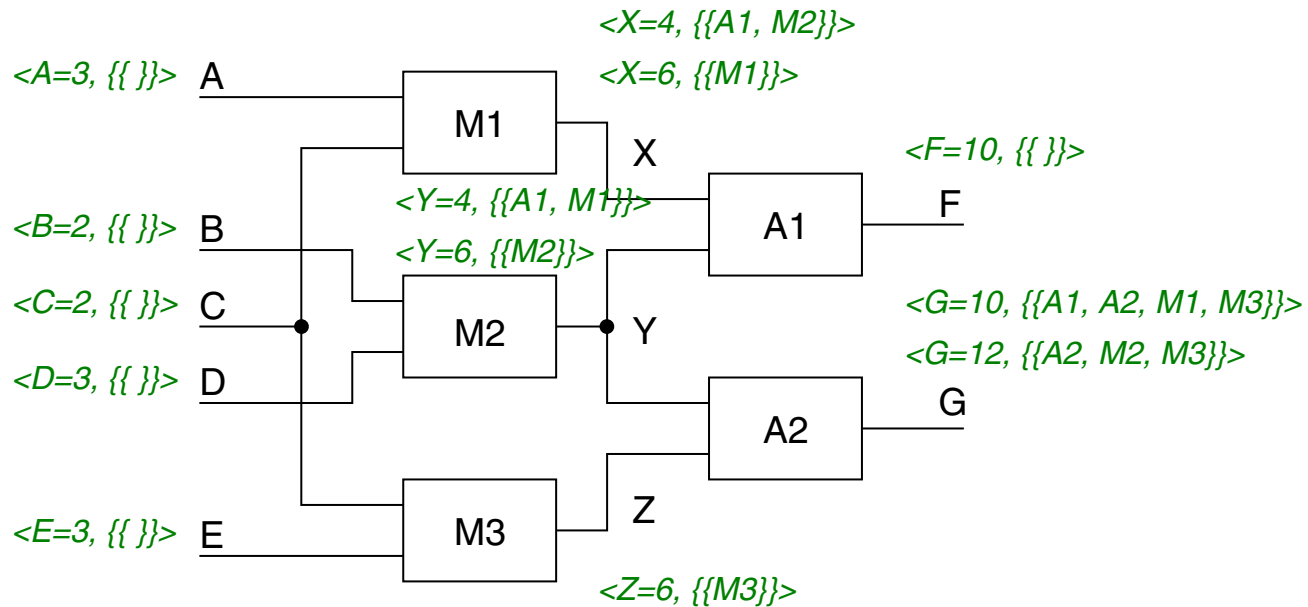 <X=4, {{A1, M2}}>
<A=3, {{ }}> A
<X=6, {{M1}}>
M1
X
<F=10, {{ }}>
<Y=4, {{A1, M1}}>
F
A1
<B=2, {{ }}> B
<Y=6, {{M2}}>
<C=2, {{ }}> C
<G=10, {{A1, A2, M1, M3}}>
M2
Y
<G=12, {{A2, M2, M3}}>
<D=3, {{ }}> D
G
A2
Z
<E=3, {{ }}> E
M3
<Z=6, {{M3}}>